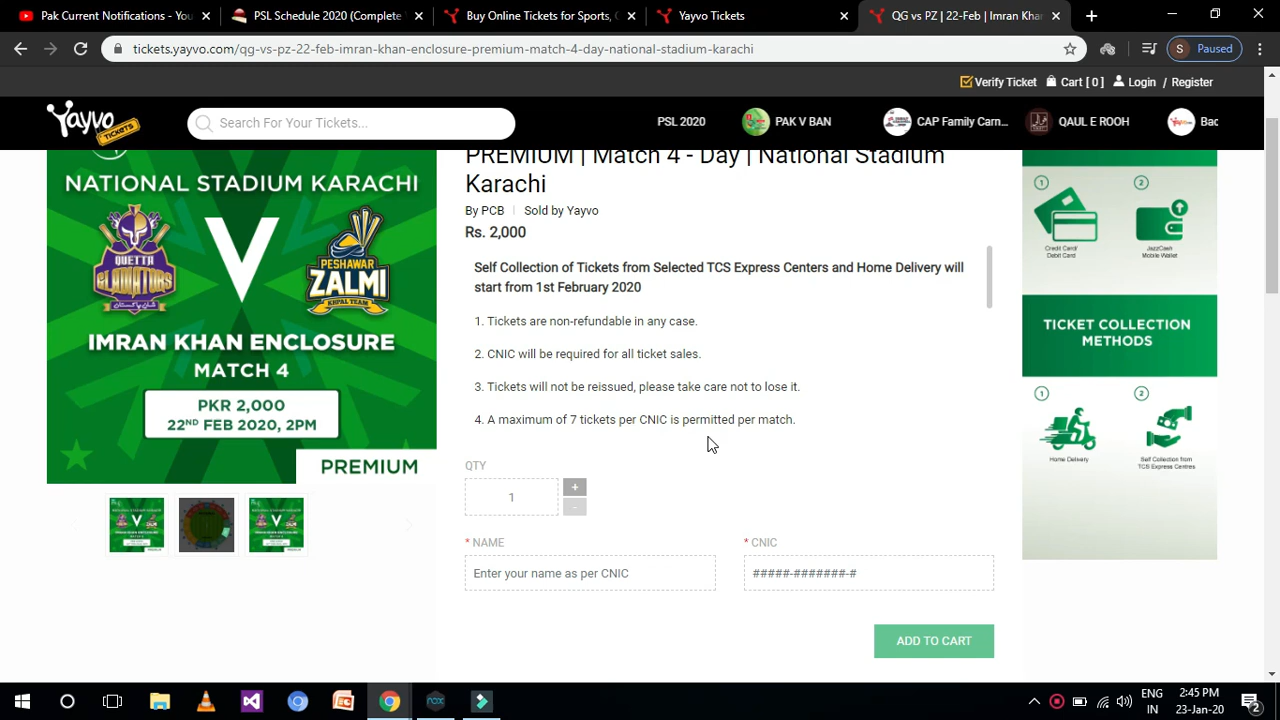 Pak Current Notifications - You
PSL Schedule 2020 (Complete
Buy Online Tickets for Sports,
Yayvo Tickets
QG vs PZ | 22-Feb | Imran Khan
tickets.yayvo.com/qg-vs-pz-22-feb-imran-khan-enclosure-premium-match-4-day-national-stadium-karachi
S Paused
Verify Ticket Cart [ 0 ] Login / Register
Yayvo TICKETS
Search For Your Tickets...
PSL 2020 PAK V BAN CAP Family Carn... QAUL E ROOH Bac
PREMIUM | Match 4 - Day | National Stadium
Karachi
By PCB | Sold by Yayvo
Rs. 2,000
Self Collection of Tickets from Selected TCS Express Centers and Home Delivery will
start from 1st February 2020
1. Tickets are non-refundable in any case.
2. CNIC will be required for all ticket sales.
3. Tickets will not be reissued, please take care not to lose it.
4. A maximum of 7 tickets per CNIC is permitted per match.
QTY
1
+
-
* NAME
Enter your name as per CNIC
* CNIC
#####-#######-#
ADD TO CART
NATIONAL STADIUM KARACHI
QUETTA
GLADIATORS
V
PESHAWAR
ZALMI
KHPAL TEAM
IMRAN KHAN ENCLOSURE
MATCH 4
PKR 2,000
22ND FEB 2020, 2PM
PREMIUM
1
2
Credit Card/
Debit Card
JazzCash
Mobile Wallet
TICKET COLLECTION
METHODS
1
2
Home Delivery
Self Collection from
TCS Express Centres
nox
ENG
IN
2:45 PM
23-Jan-20
2